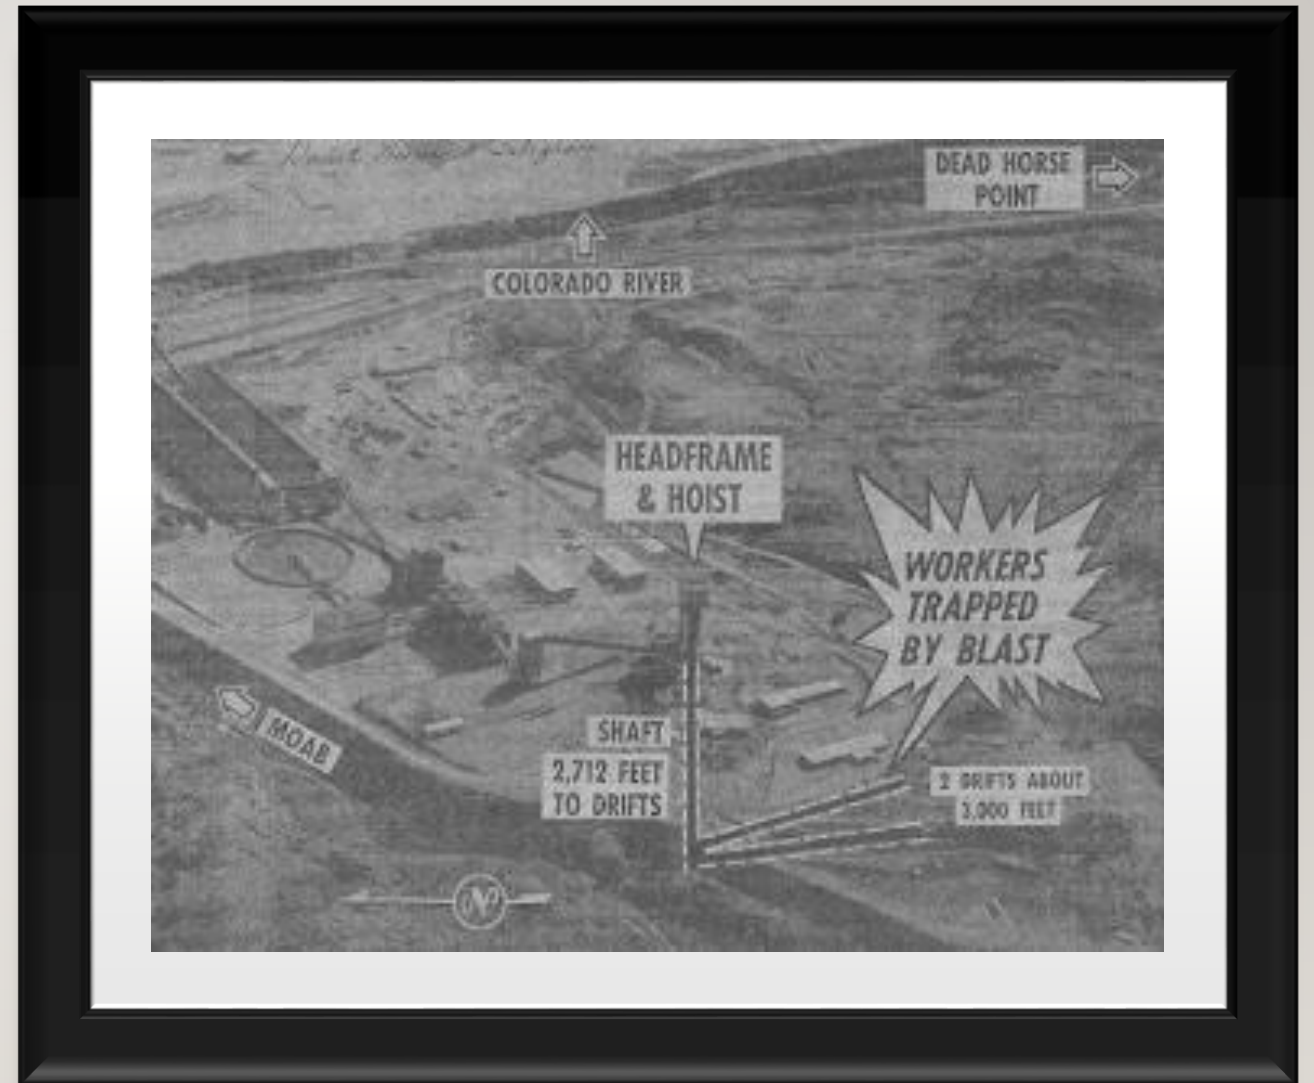 DEAD HORSE
POINT
COLORADO RIVER
HEADFRAME
& HOIST
WORKERS
TRAPPED
BY BLAST
MOAB
SHAFT
2,712 FEET
TO DRIFTS
2 DRIFTS ABOUT
3,000 FEET
N